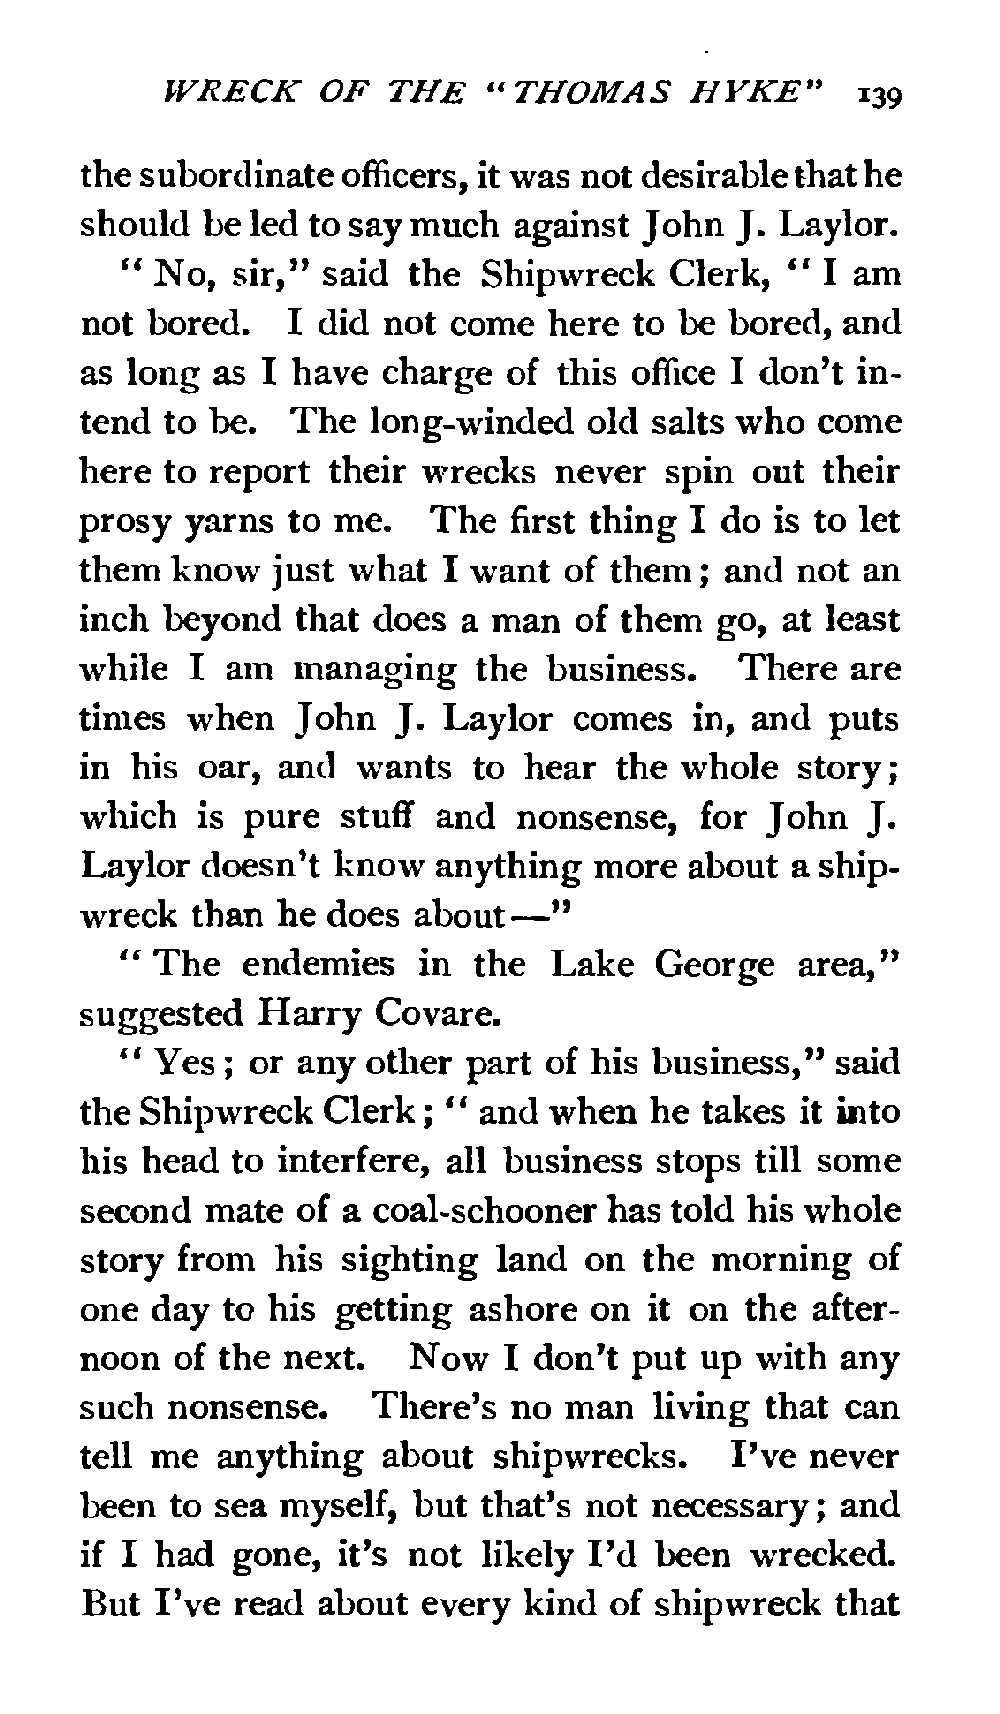 WRECK OF THE "THOMAS HYKE" 139
the subordinate officers, it was not desirable that he
should be led to say much against John J. Laylor.
"No, sir," said the Shipwreck Clerk, "I am
not bored. I did not come here to be bored, and
as long as I have charge of this office I don't in-
tend to be. The long-winded old salts who come
here to report their wrecks never spin out their
prosy yarns to me. The first thing I do is to let
them know just what I want of them; and not an
inch beyond that does a man of them go, at least
while I am managing the business. There are
times when John J. Laylor comes in, and puts
in his oar, and wants to hear the whole story;
which is pure stuff and nonsense, for John J.
Laylor doesn't know anything more about a ship-
wreck than he does about—"
"The endemies in the Lake George area,"
suggested Harry Covare.
"Yes; or any other part of his business," said
the Shipwreck Clerk; "and when he takes it into
his head to interfere, all business stops till some
second mate of a coal-schooner has told his whole
story from his sighting land on the morning of
one day to his getting ashore on it on the after-
noon of the next. Now I don't put up with any
such nonsense. There's no man living that can
tell me anything about shipwrecks. I've never
been to sea myself, but that's not necessary; and
if I had gone, it's not likely I'd been wrecked.
But I've read about every kind of shipwreck that